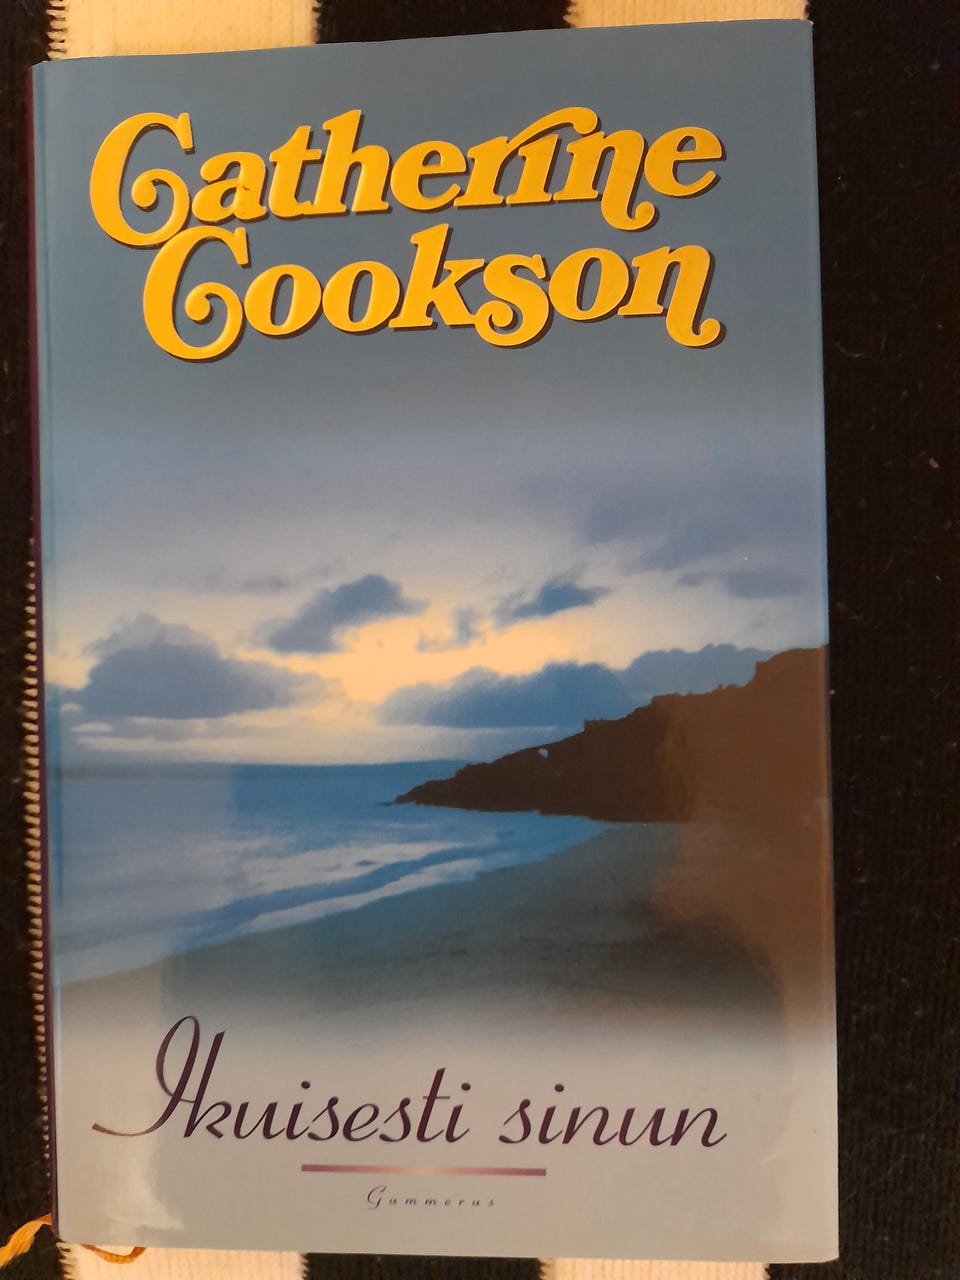 Catherine
Cookson
Ikuisesti sinun
Gummerus